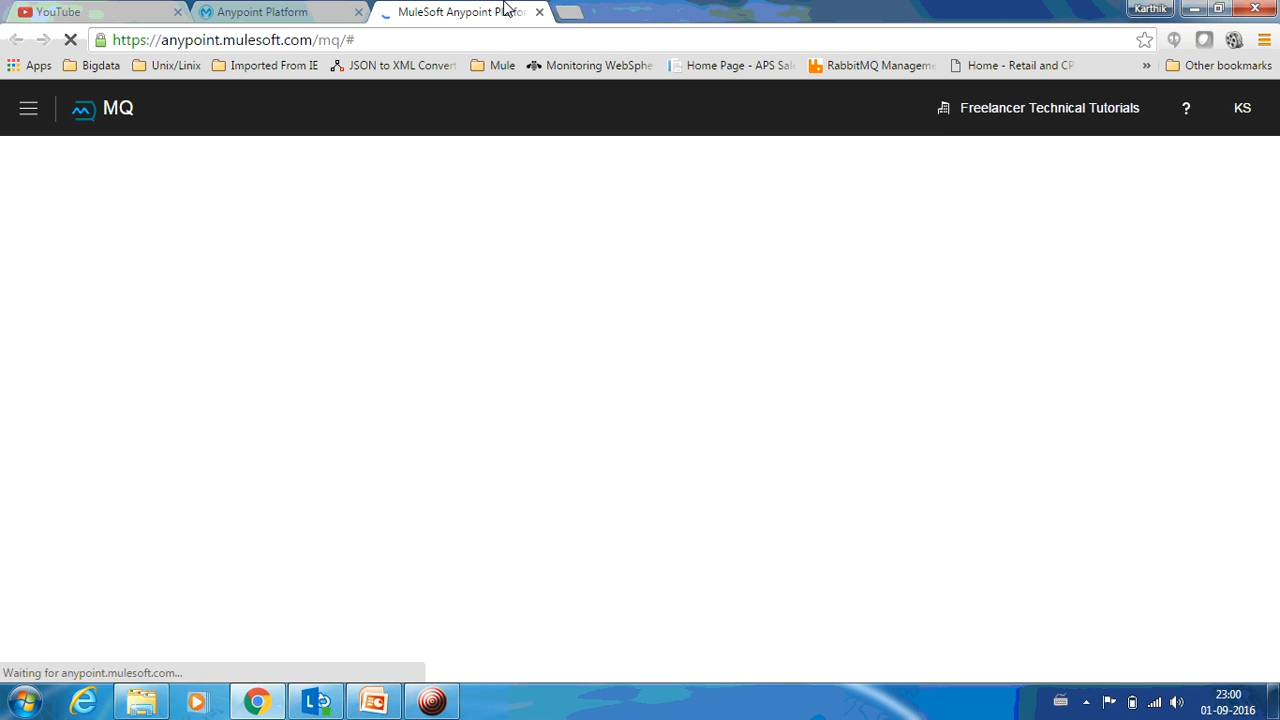 YouTube
Anypoint Platform
MuleSoft Anypoint
Karthik
https://anypoint.mulesoft.com/mq/#
Apps
Bigdata
Unix/Linix
Imported From IE
JSON to XML Convert
Mule
Monitoring WebSphe
Home Page - APS Sal
RabbitMQ Manageme
Home - Retail and CP
»
Other bookmarks
MQ
Freelancer Technical Tutorials
?
KS
Waiting for anypoint.mulesoft.com...
23:00
01-09-2016